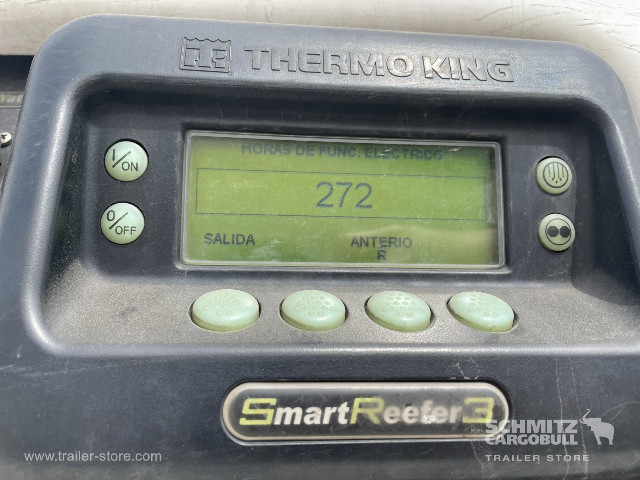 THERMO KING
HORAS DE FUNC. ELECTRICO
I/ON
272
O/OFF
SALIDA ANTERIO
R
SmartReefer3
SCHMITZ
CARGOBULL
TRAILER STORE
www.trailer-store.com